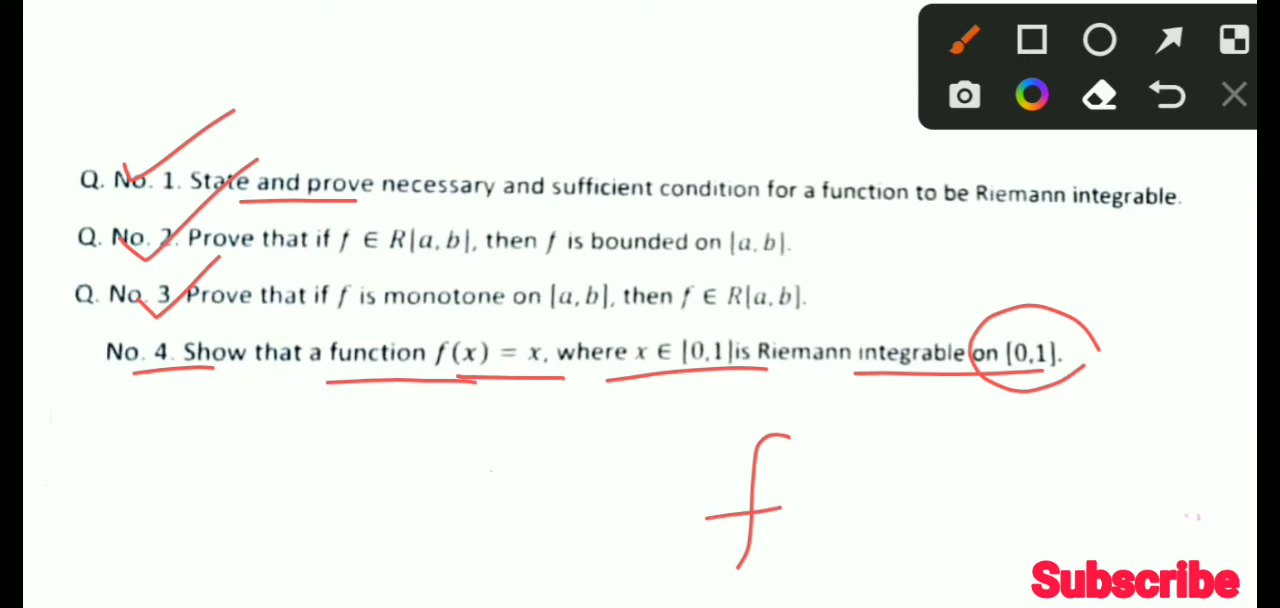 Q. No. 1. State and prove necessary and sufficient condition for a function to be Riemann integrable.
Q. No. 2. Prove that if f ∈ R[a, b], then f is bounded on [a, b].
Q. No. 3. Prove that if f is monotone on [a, b], then f ∈ R[a, b].
No. 4. Show that a function f(x) = x, where x ∈ [0,1]is Riemann integrable on [0,1].
f
Subscribe